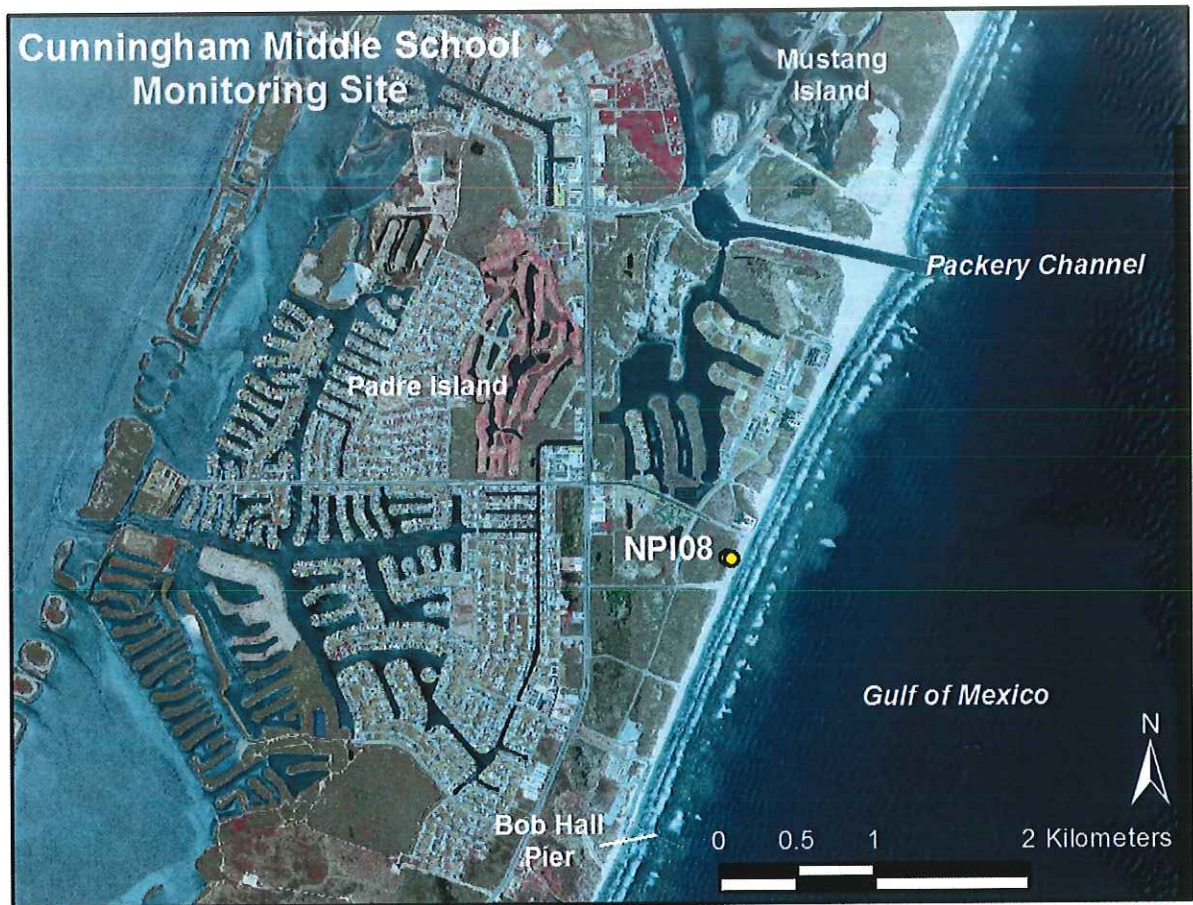 Cunningham Middle School
Monitoring Site
Mustang
Island
Packery Channel
Padre Island
NPI08
Gulf of Mexico
N
Bob Hall
Pier
0 0.5 1 2 Kilometers